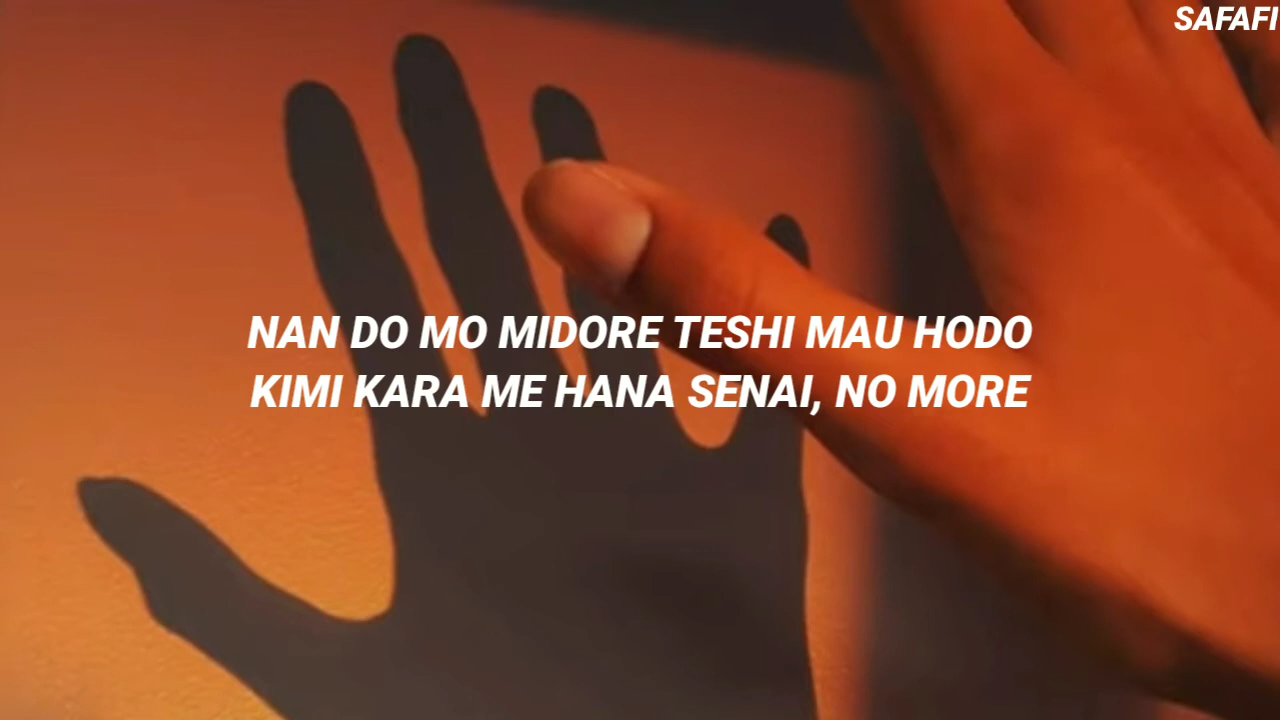 SAFAFI
NAN DO MO MIDORE TESHI MAU HODO
KIMI KARA ME HANA SENAI, NO MORE